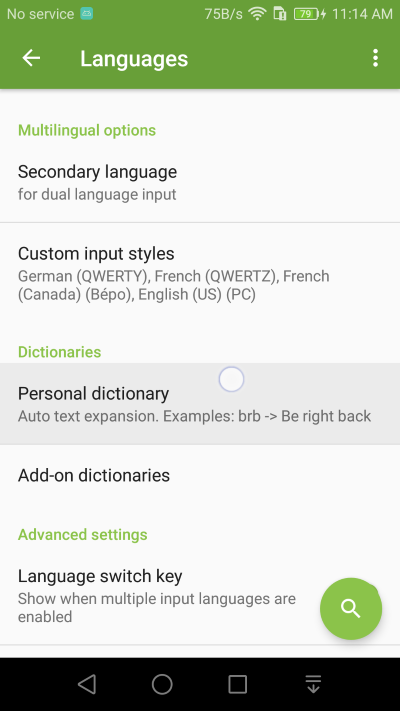 No service 75B/s 79 11:14 AM
Languages
Multilingual options
Secondary language
for dual language input
Custom input styles
German (QWERTY), French (QWERTZ), French
(Canada) (Bépo), English (US) (PC)
Dictionaries
Personal dictionary
Auto text expansion. Examples: brb -> Be right back
Add-on dictionaries
Advanced settings
Language switch key
Show when multiple input languages are
enabled